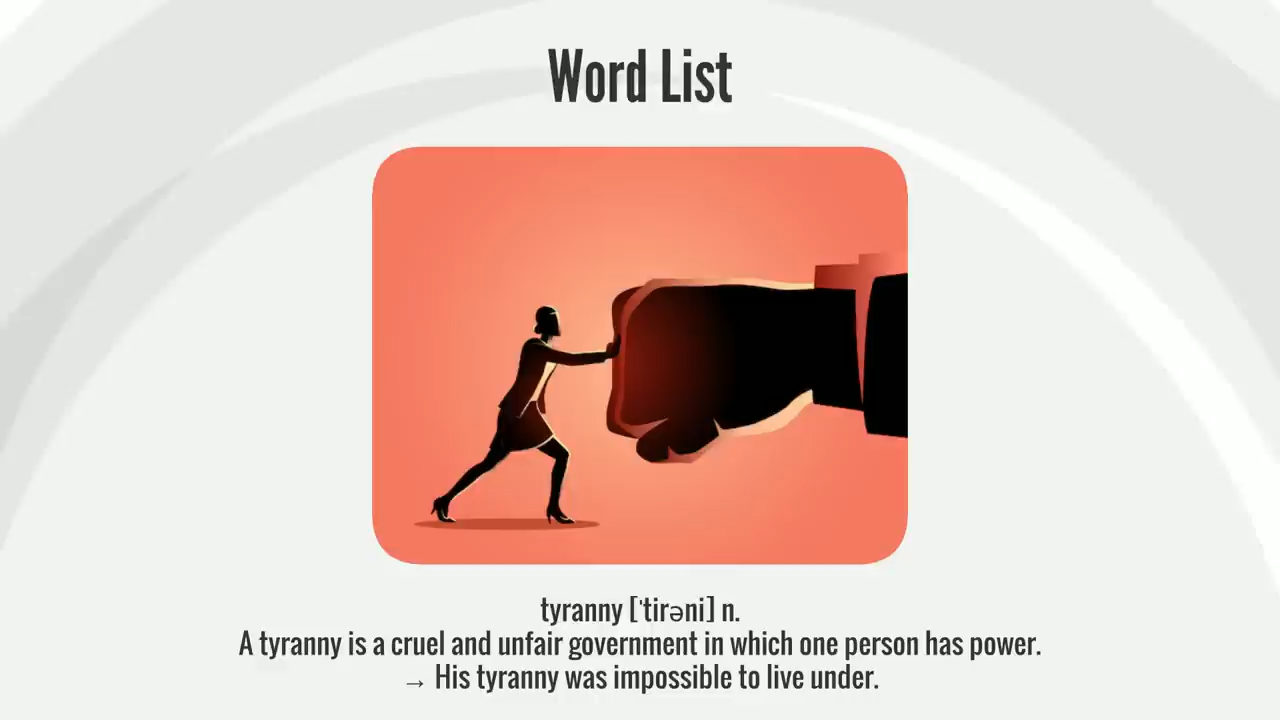 Word List
tyranny [ˈtirəni] n.
A tyranny is a cruel and unfair government in which one person has power.
→ His tyranny was impossible to live under.